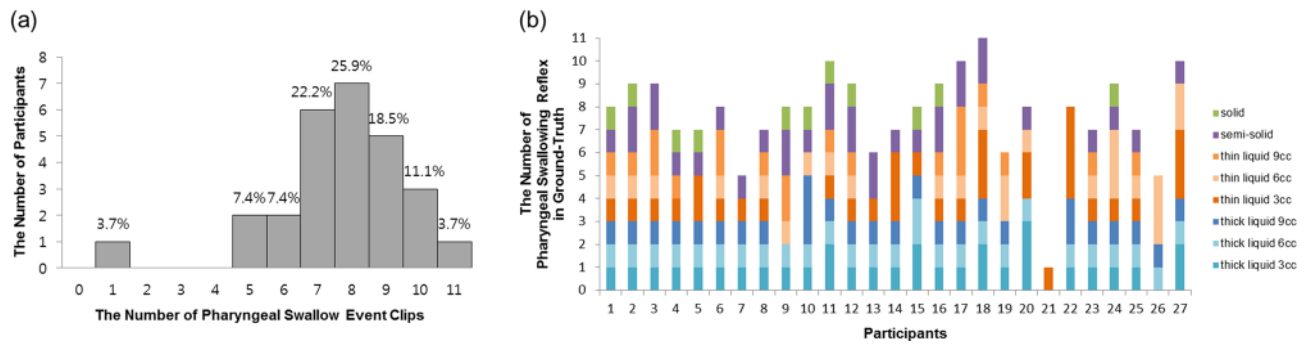 (a)
The Number of Participants
8
7
6
5
4
3
2
1
0
3.7%
7.4%
7.4%
22.2%
25.9%
18.5%
11.1%
3.7%
0 1 2 3 4 5 6 7 8 9 10 11
The Number of Pharyngeal Swallow Event Clips
(b)
The Number of
Pharyngeal Swallowing Reflex
in Ground-Truth
11
10
9
8
7
6
5
4
3
2
1
0
1 2 3 4 5 6 7 8 9 10 11 12 13 14 15 16 17 18 19 20 21 22 23 24 25 26 27
Participants
solid
semi-solid
thin liquid 9cc
thin liquid 6cc
thin liquid 3cc
thick liquid 9cc
thick liquid 6cc
thick liquid 3cc